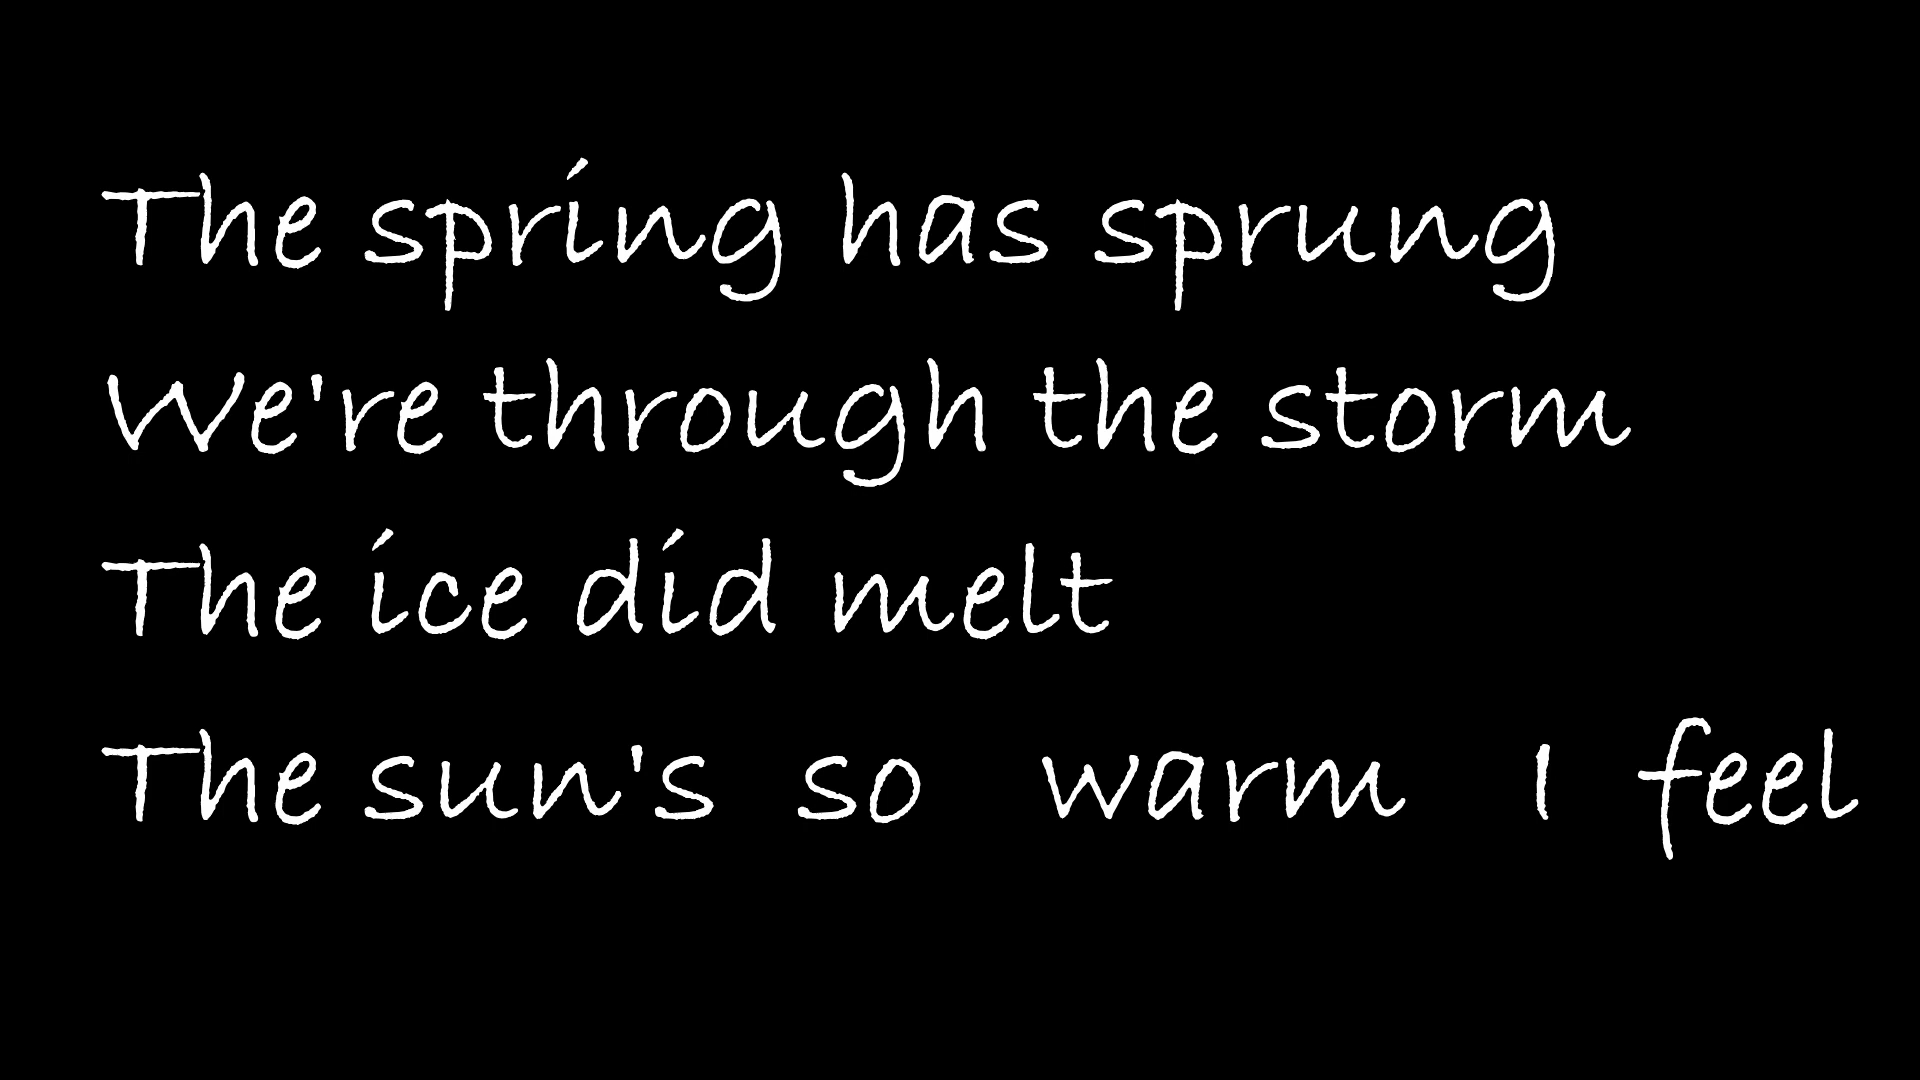 The spring has sprung
We're through the storm
The ice did melt
The sun's so warm I feel